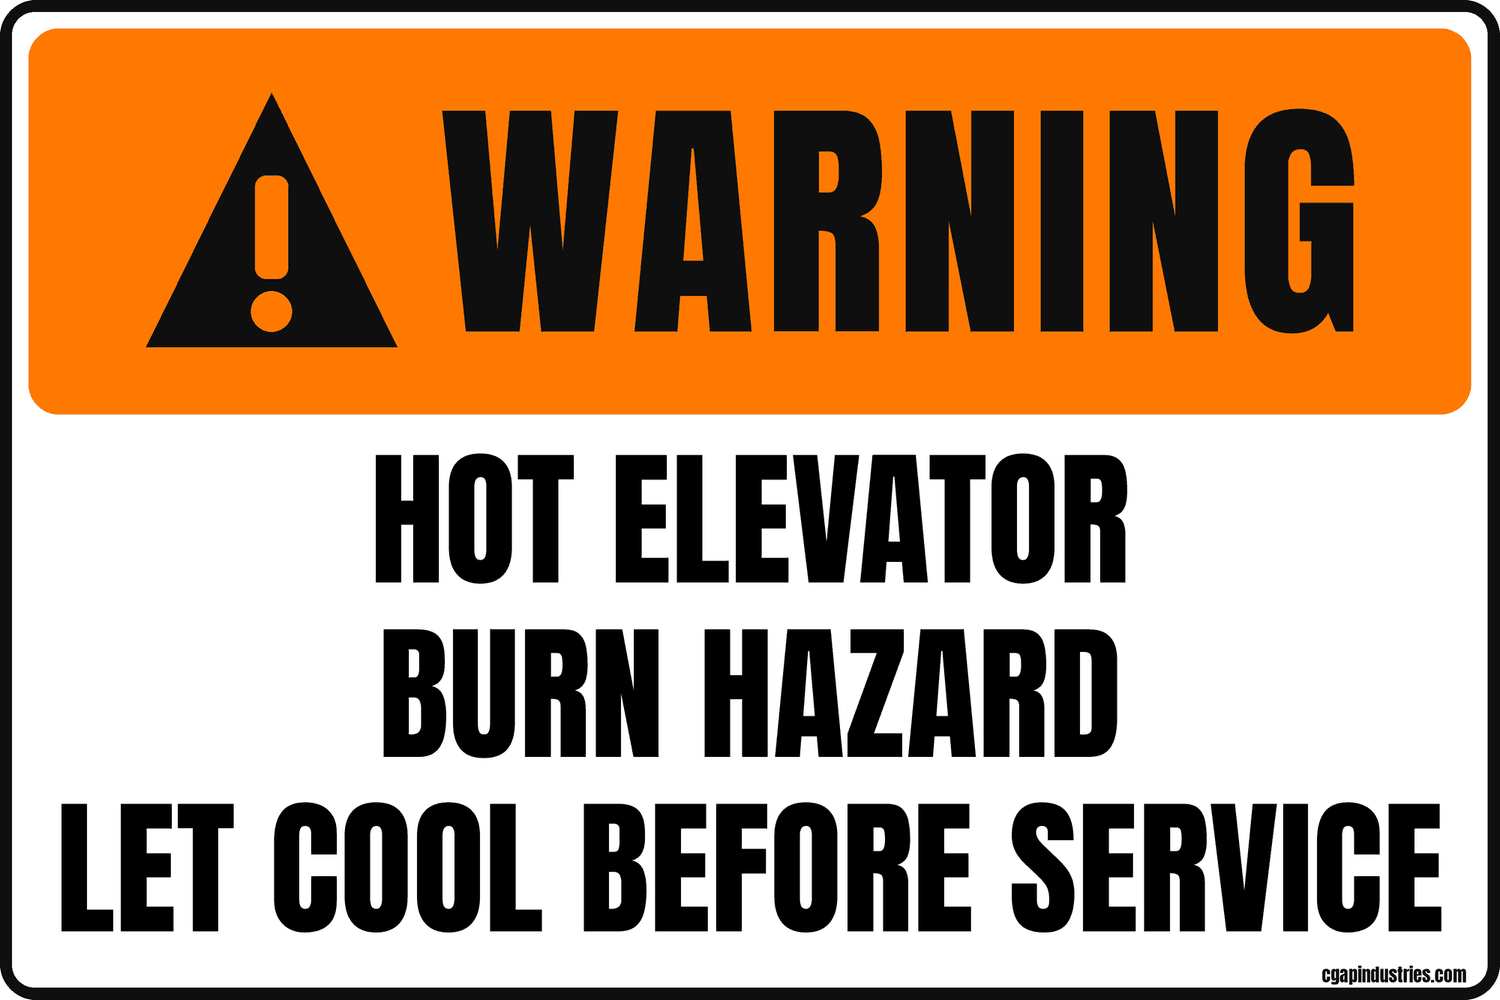 WARNING
HOT ELEVATOR
BURN HAZARD
LET COOL BEFORE SERVICE
cgapindustries.com